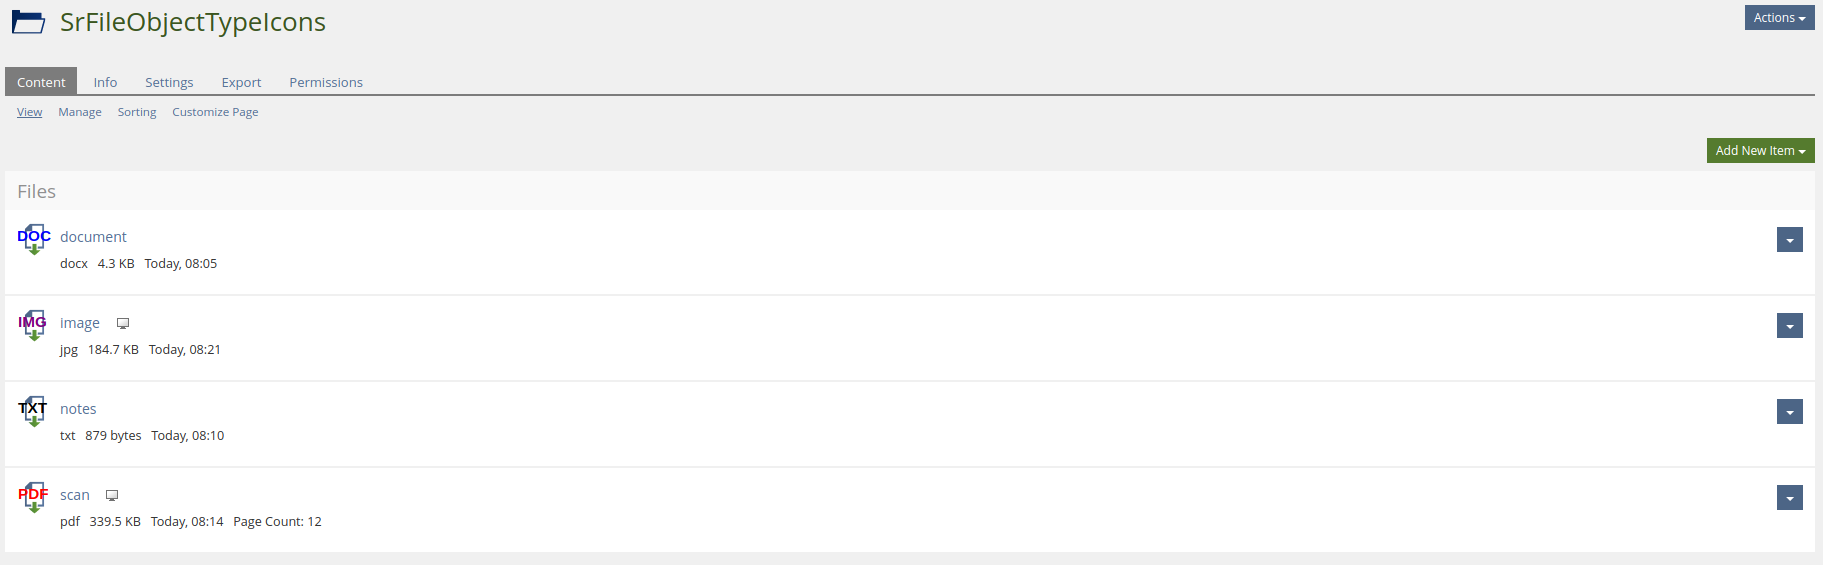 SrFileObjectTypeIcons
Actions
Content Info Settings Export Permissions
View Manage Sorting Customize Page
Add New Item
Files
DOC document
docx 4.3 KB Today, 08:05
IMG image
jpg 184.7 KB Today, 08:21
TXT notes
txt 879 bytes Today, 08:10
PDF scan
pdf 339.5 KB Today, 08:14 Page Count: 12